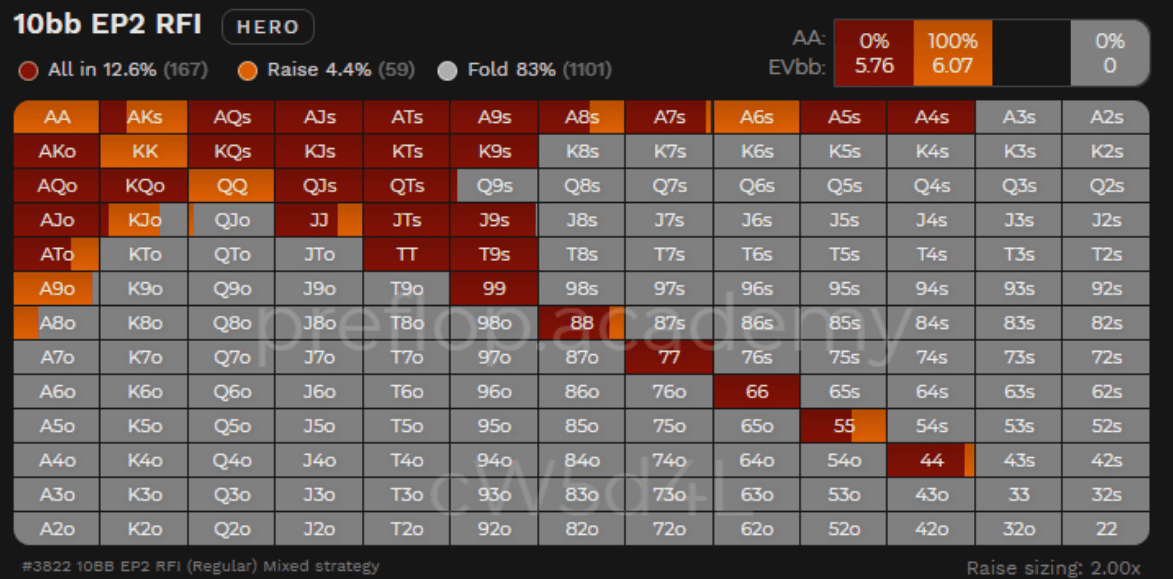 10bb EP2 RFI HERO
All in 12.6% (167) Raise 4.4% (59) Fold 83% (1101)
AA: 0% 100% 0%
EVbb: 5.76 6.07 0
AA AKs AQs AJs ATs A9s A8s A7s A6s A5s A4s A3s A2s
AKo KK KQs KJs KTs K9s K8s K7s K6s K5s K4s K3s K2s
AQo KQo QQ QJs QTs Q9s Q8s Q7s Q6s Q5s Q4s Q3s Q2s
AJo KJo QJo JJ JTs J9s J8s J7s J6s J5s J4s J3s J2s
ATo KTo QTo JTo TT T9s T8s T7s T6s T5s T4s T3s T2s
A9o K9o Q9o J9o T9o 99 98s 97s 96s 95s 94s 93s 92s
A8o K8o Q8o J8o T8o 98o 88 87s 86s 85s 84s 83s 82s
preflop.academy
A7o K7o Q7o J7o T7o 97o 87o 77 76s 75s 74s 73s 72s
A6o K6o Q6o J6o T6o 96o 86o 76o 66 65s 64s 63s 62s
A5o K5o Q5o J5o T5o 95o 85o 75o 65o 55 54s 53s 52s
A4o K4o Q4o J4o T4o 94o 84o 74o 64o 54o 44 43s 42s
cW5d4L
A3o K3o Q3o J3o T3o 93o 83o 73o 63o 53o 43o 33 32s
A2o K2o Q2o J2o T2o 92o 82o 72o 62o 52o 42o 32o 22
#3822 10BB EP2 RFI (Regular) Mixed strategy
Raise sizing: 2.00x